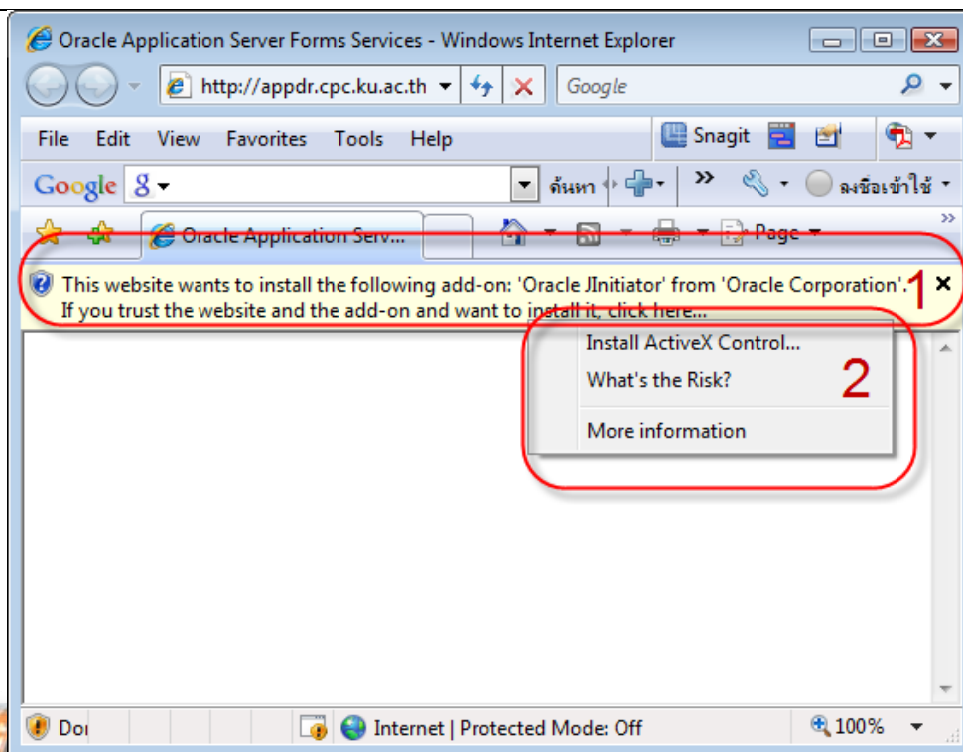 Oracle Application Server Forms Services - Windows Internet Explorer
http://appdr.cpc.ku.ac.th Google
File Edit View Favorites Tools Help Snagit
Google ค้นหา » ลงชื่อเข้าใช้
Oracle Application Serv... Page »
This website wants to install the following add-on: 'Oracle JInitiator' from 'Oracle Corporation'. 1
If you trust the website and the add-on and want to install it, click here...
Install ActiveX Control...
What's the Risk? 2
More information
Internet | Protected Mode: Off 100%